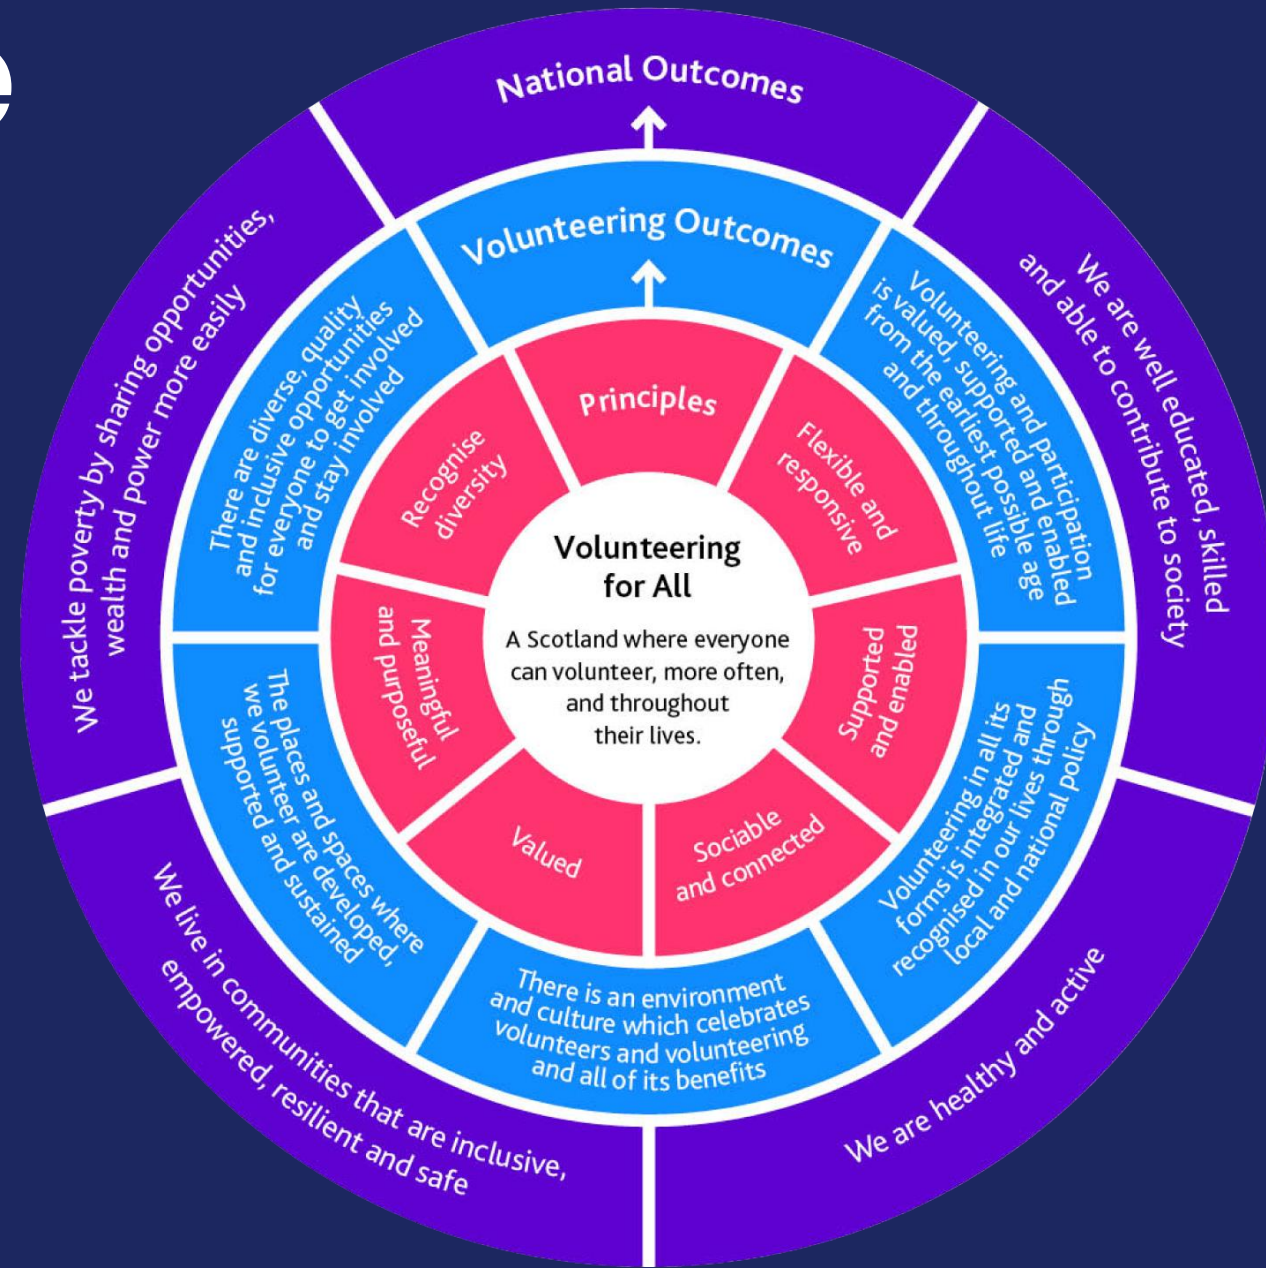 e
National Outcomes
We are well educated, skilled
and able to contribute to society
We are healthy and active
We live in communities that are inclusive,
empowered, resilient and safe
We tackle poverty by sharing opportunities,
wealth and power more easily
Volunteering Outcomes
Volunteering and participation
is valued, supported and enabled
from the earliest possible age
and throughout life
Volunteering in all its
forms is integrated and
recognised in our lives through
local and national policy
There is an environment
and culture which celebrates
volunteers and volunteering
and all of its benefits
The places and spaces where
we volunteer are developed,
supported and sustained
There are diverse, quality
and inclusive opportunities
for everyone to get involved
and stay involved
Principles
Flexible and
responsive
Supported
and enabled
Sociable
and connected
Valued
Meaningful
and purposeful
Recognise
diversity
Volunteering
for All
A Scotland where everyone
can volunteer, more often,
and throughout
their lives.